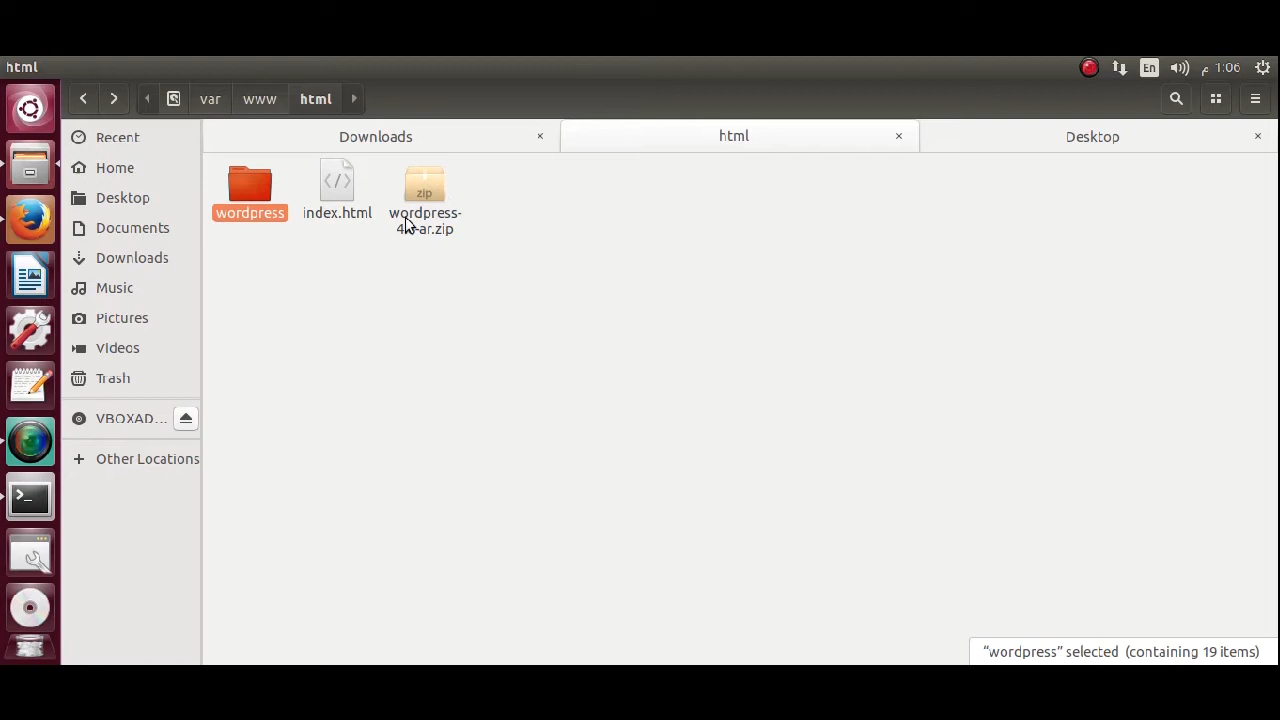 html
En
م 1:06
var
www
html
Downloads
html
Desktop
Recent
Home
Desktop
Documents
Downloads
Music
Pictures
Videos
Trash
VBOXAD...
Other Locations
wordpress
index.html
zip
wordpress-
ar.zip
"wordpress" selected (containing 19 items)